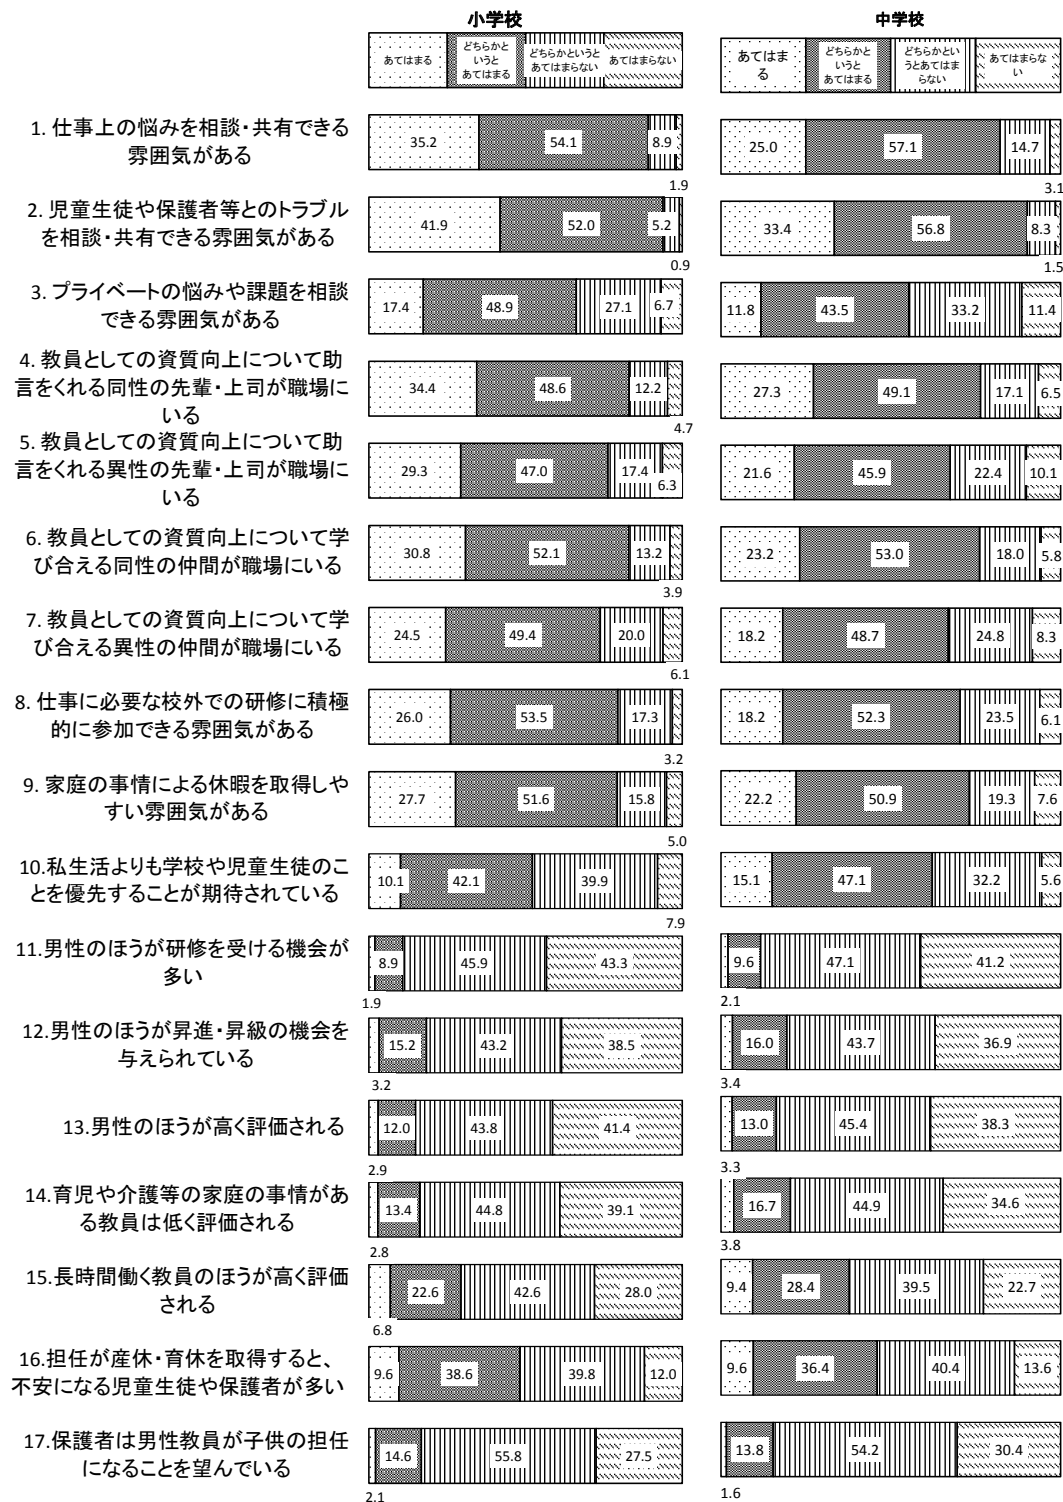 小学校
中学校
あてはまる
どちらかと
いうと
あてはまる
どちらかというと
あてはまらない
あてはまらない
あてはま
る
どちらかと
いうと
あてはまる
どちらかとい
うとあてはま
らない
あてはまらな
い
1. 仕事上の悩みを相談・共有できる
雰囲気がある
35.2 54.1 8.9
1.9
25.0 57.1 14.7
3.1
2. 児童生徒や保護者等とのトラブル
を相談・共有できる雰囲気がある
41.9 52.0 5.2
0.9
33.4 56.8 8.3
1.5
3. プライベートの悩みや課題を相談
できる雰囲気がある
17.4 48.9 27.1 6.7
11.8 43.5 33.2 11.4
4. 教員としての資質向上について助
言をくれる同性の先輩・上司が職場に
いる
34.4 48.6 12.2
4.7
27.3 49.1 17.1 6.5
5. 教員としての資質向上について助
言をくれる異性の先輩・上司が職場に
いる
29.3 47.0 17.4 6.3
21.6 45.9 22.4 10.1
6. 教員としての資質向上について学
び合える同性の仲間が職場にいる
30.8 52.1 13.2
3.9
23.2 53.0 18.0 5.8
7. 教員としての資質向上について学
び合える異性の仲間が職場にいる
24.5 49.4 20.0
6.1
18.2 48.7 24.8 8.3
8. 仕事に必要な校外での研修に積極
的に参加できる雰囲気がある
26.0 53.5 17.3
3.2
18.2 52.3 23.5 6.1
9. 家庭の事情による休暇を取得しや
すい雰囲気がある
27.7 51.6 15.8
5.0
22.2 50.9 19.3 7.6
10.私生活よりも学校や児童生徒のこ
とを優先することが期待されている
10.1 42.1 39.9
7.9
15.1 47.1 32.2 5.6
11.男性のほうが研修を受ける機会が
多い
8.9 45.9 43.3
1.9
9.6 47.1 41.2
2.1
12.男性のほうが昇進・昇級の機会を
与えられている
15.2 43.2 38.5
3.2
16.0 43.7 36.9
3.4
13.男性のほうが高く評価される
12.0 43.8 41.4
2.9
13.0 45.4 38.3
3.3
14.育児や介護等の家庭の事情があ
る教員は低く評価される
13.4 44.8 39.1
2.8
16.7 44.9 34.6
3.8
15.長時間働く教員のほうが高く評価
される
22.6 42.6 28.0
6.8
9.4 28.4 39.5 22.7
16.担任が産休・育休を取得すると、
不安になる児童生徒や保護者が多い
9.6 38.6 39.8 12.0
9.6 36.4 40.4 13.6
17.保護者は男性教員が子供の担任
になることを望んでいる
14.6 55.8 27.5
2.1
13.8 54.2 30.4
1.6